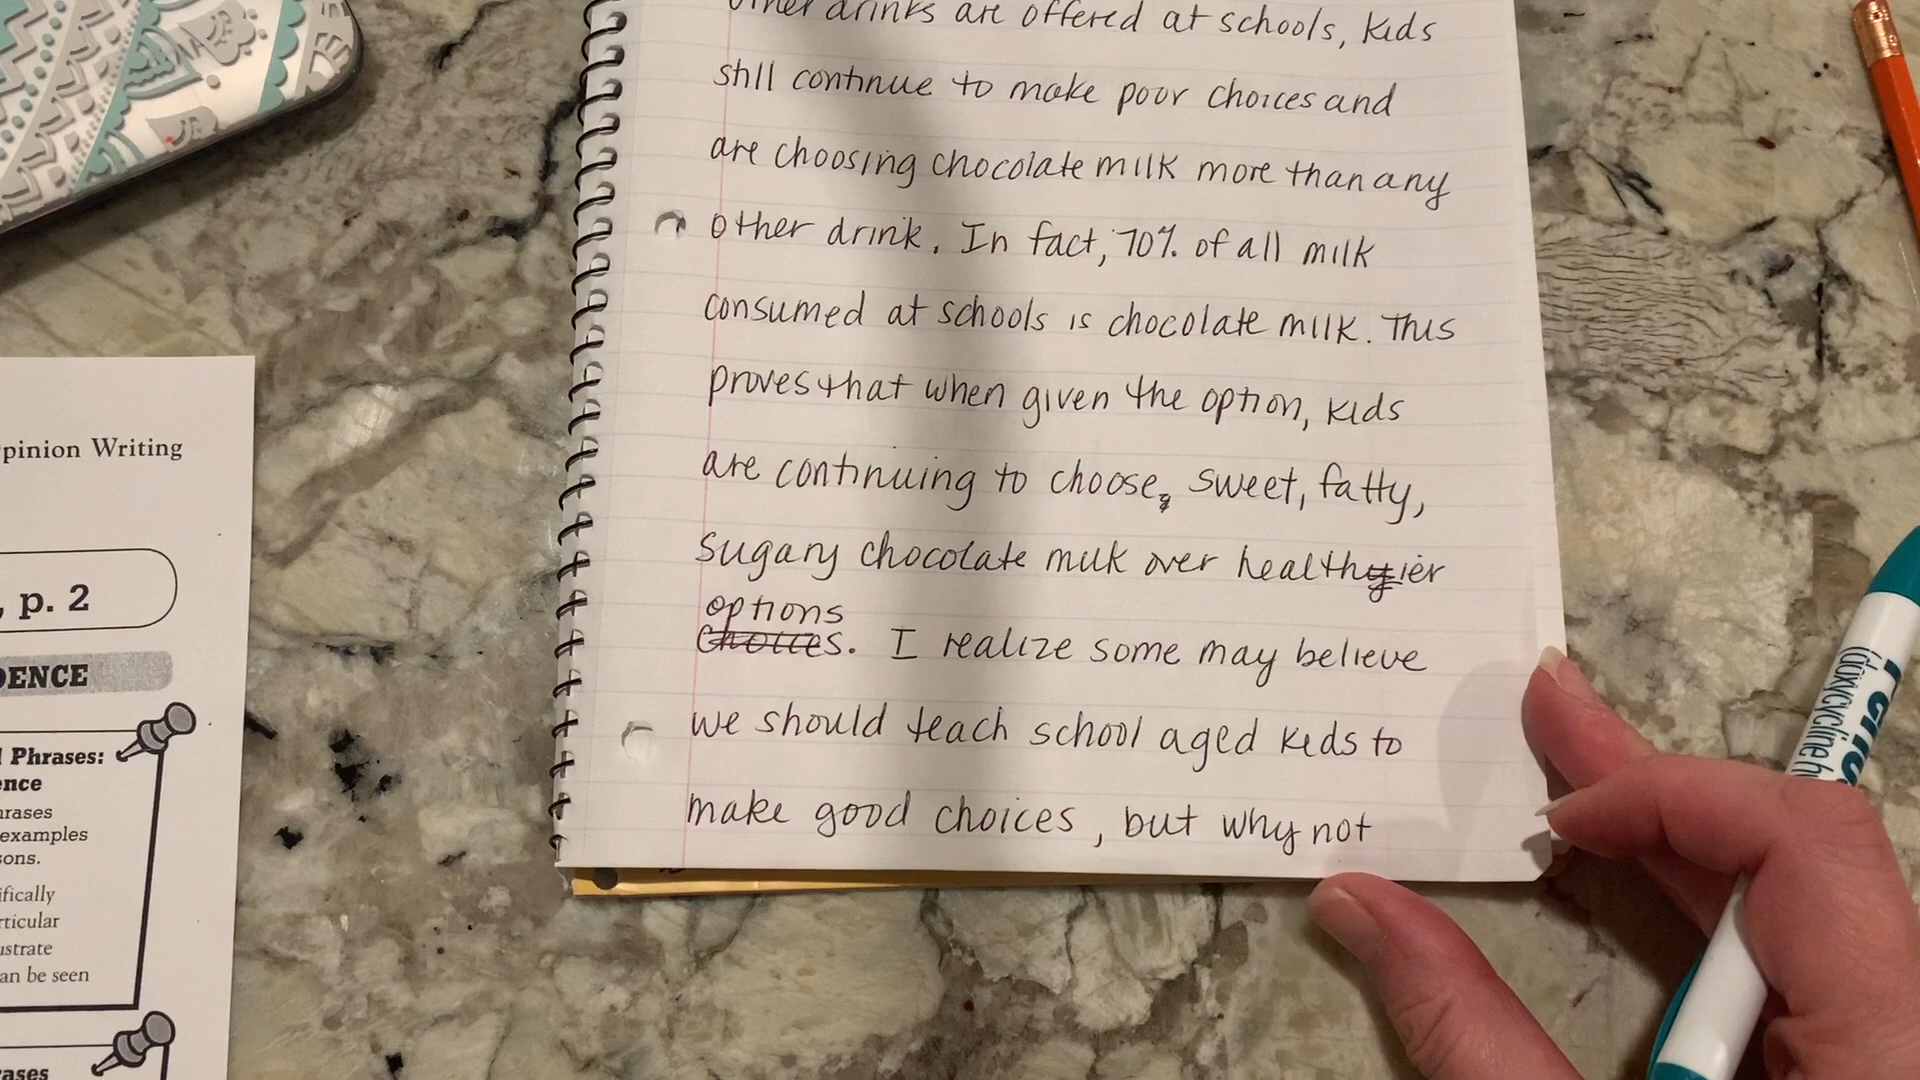 other drinks are offered at schools, kids
still continue to make poor choices and
are choosing chocolate milk more than any
other drink. In fact, 70% of all milk
consumed at schools is chocolate milk. This
proves that when given the option, kids
are continuing to choose, sweet, fatty,
sugary chocolate milk over healthyier
options
Choices. I realize some may believe
we should teach school aged kids to
make good choices, but why not
pinion Writing
, p. 2
DENCE
l Phrases:
ence
hrases
examples
sons.
ifically
rticular
ustrate
an be seen
rases
(doxycycline h